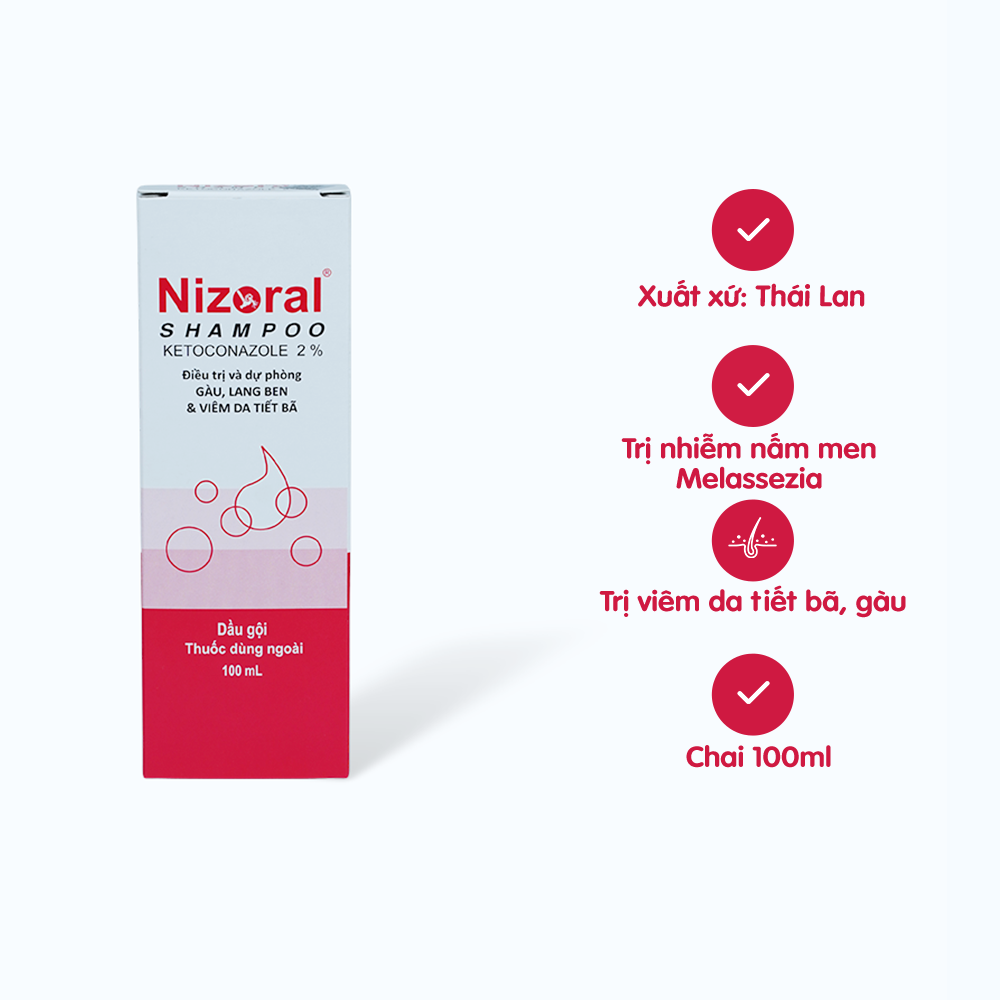 Nizoral®
SHAMPOO
KETOCONAZOLE 2%
Điều trị và dự phòng
GÀU, LANG BEN
& VIÊM DA TIẾT BÃ
Dầu gội
Thuốc dùng ngoài
100 mL
Xuất xứ: Thái Lan
Trị nhiễm nấm men
Melassezia
Trị viêm da tiết bã, gàu
Chai 100ml